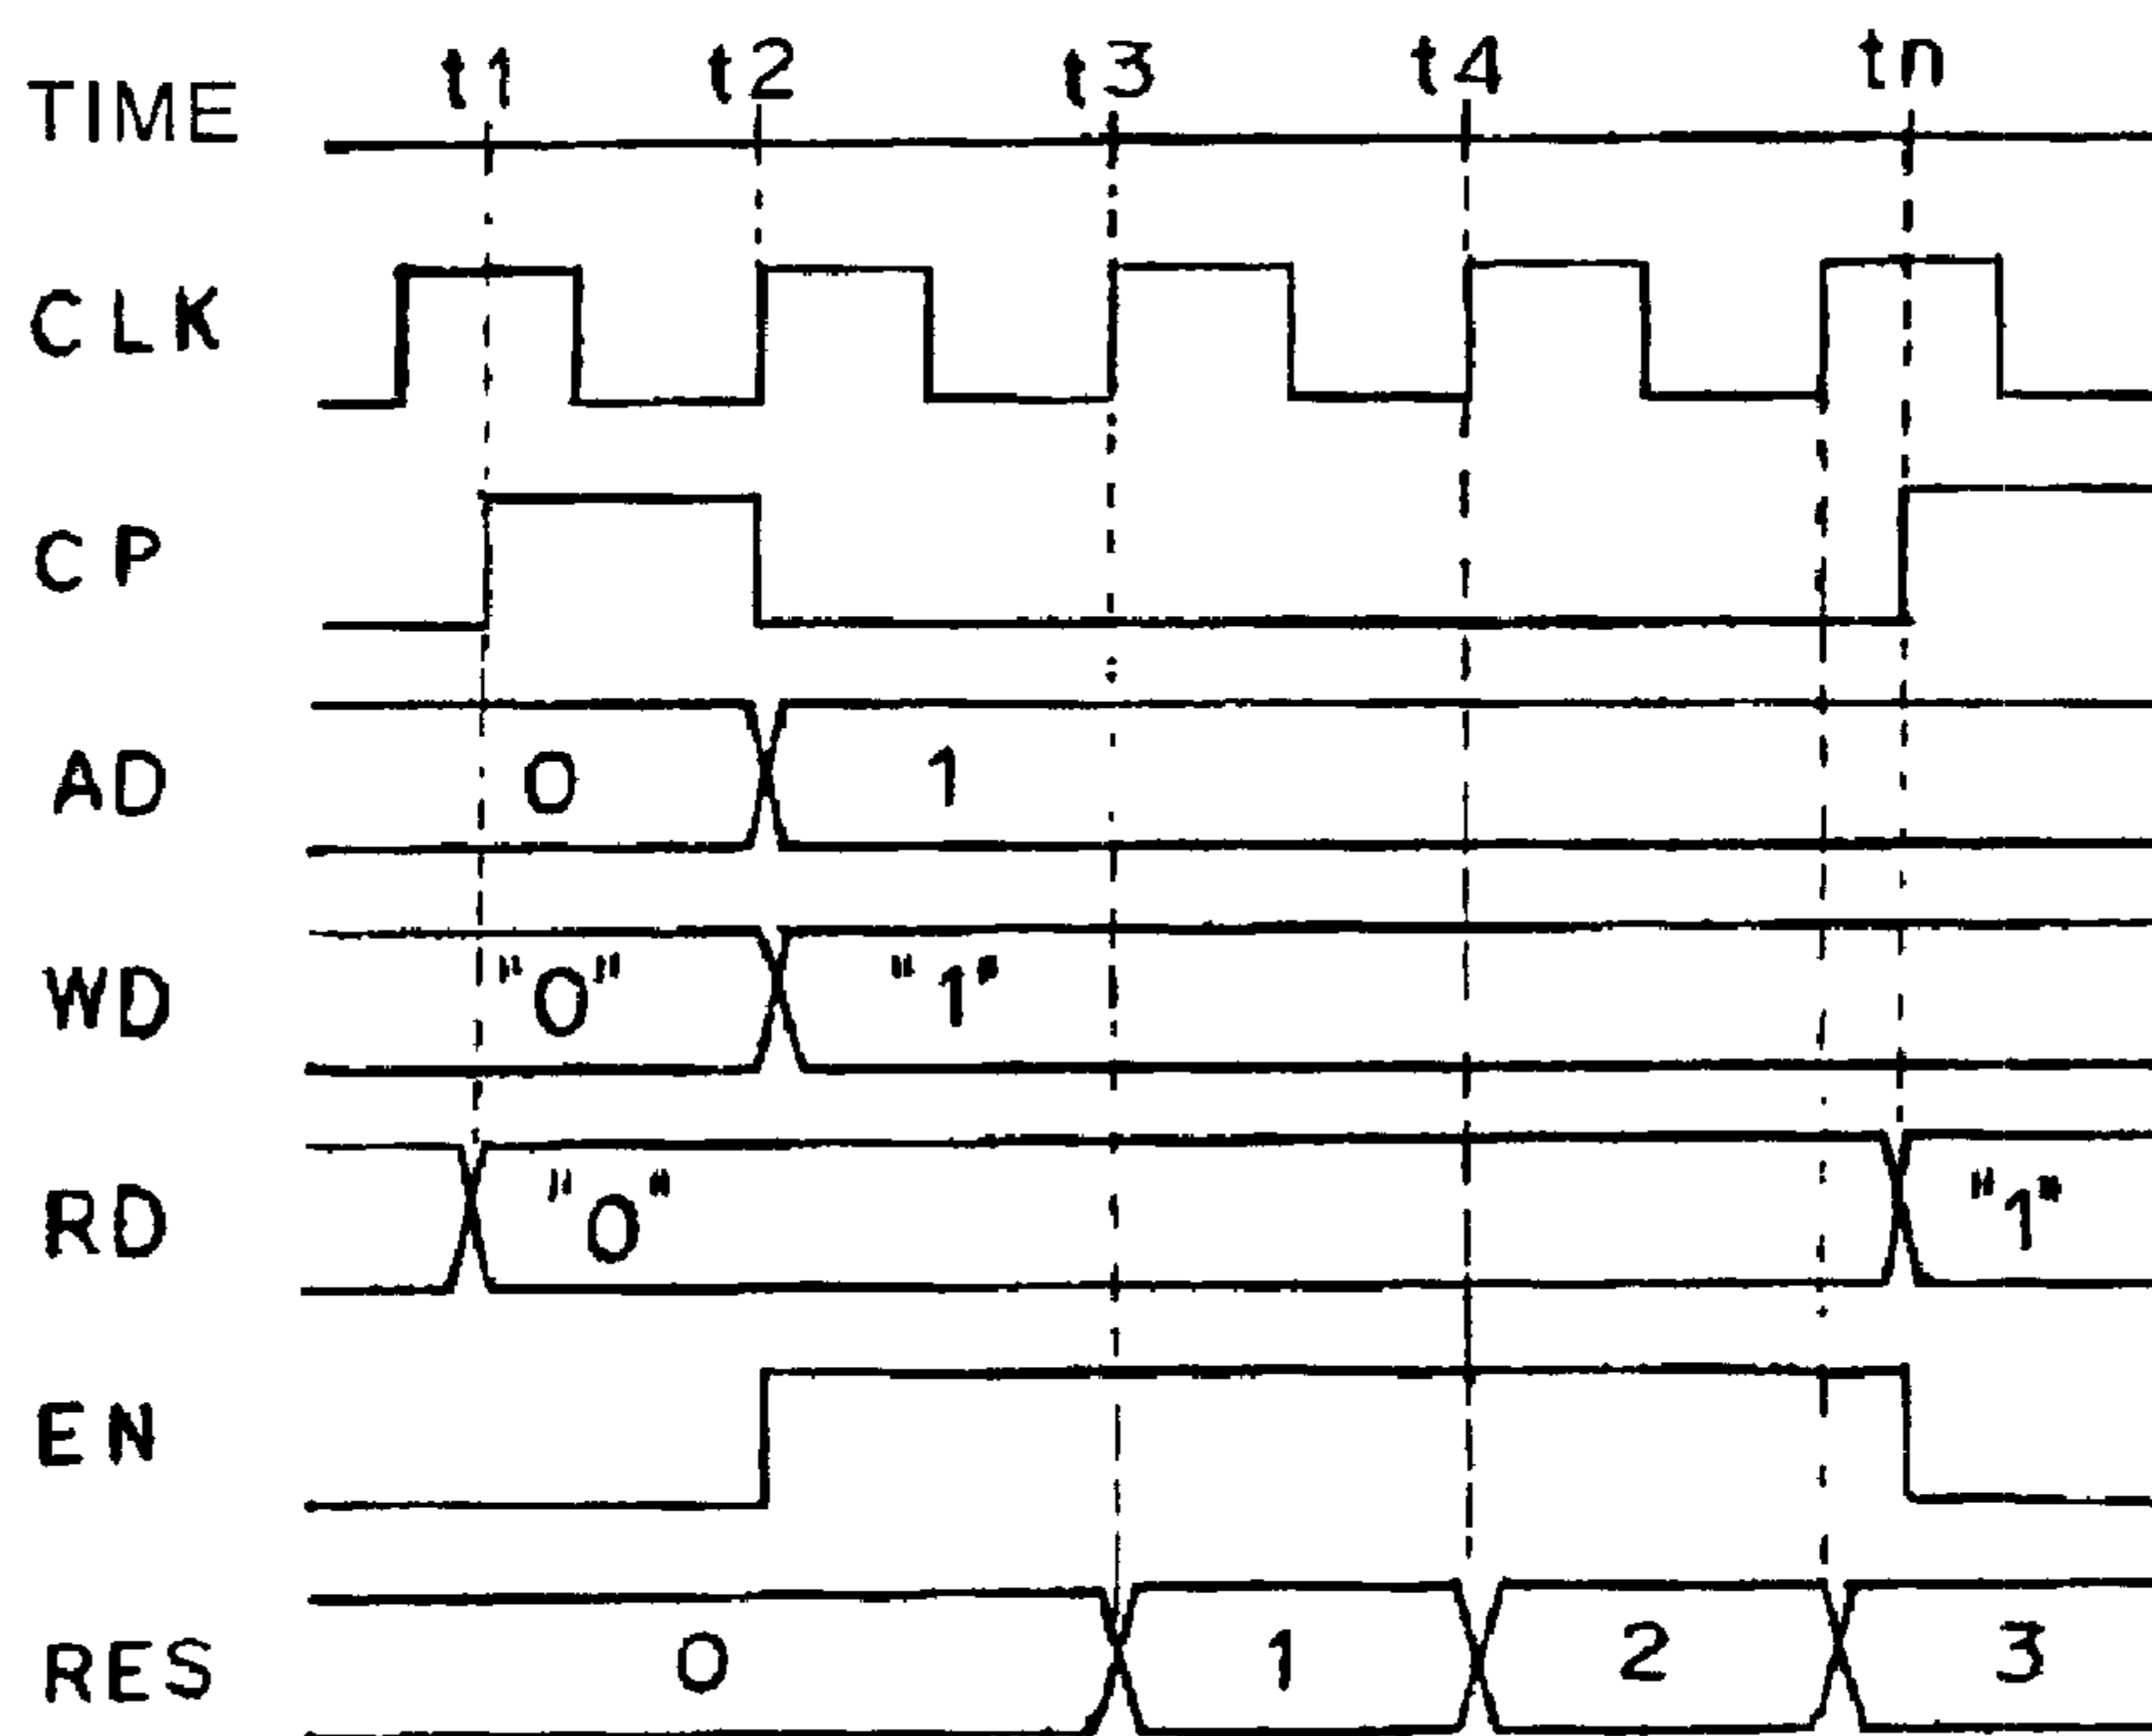 TIME t1 t2 t3 t4 tn
CLK
CP
AD 0 1
WD "0" "1"
RD "0" "1"
EN
RES 0 1 2 3